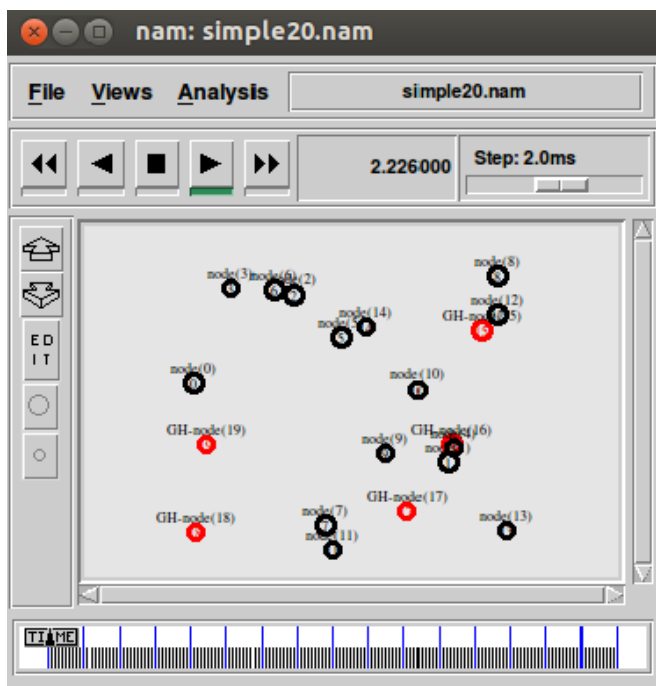 nam: simple20.nam
File Views Analysis simple20.nam
2.226000 Step: 2.0ms
ED
IT
node(8)
node(3) node(6) node(2)
node(12)
node(14)
node(0)
node(10)
GH-node(19)
GH-node(16)
node(9)
GH-node(17)
node(7)
GH-node(18)
node(13)
node(11)
TIME